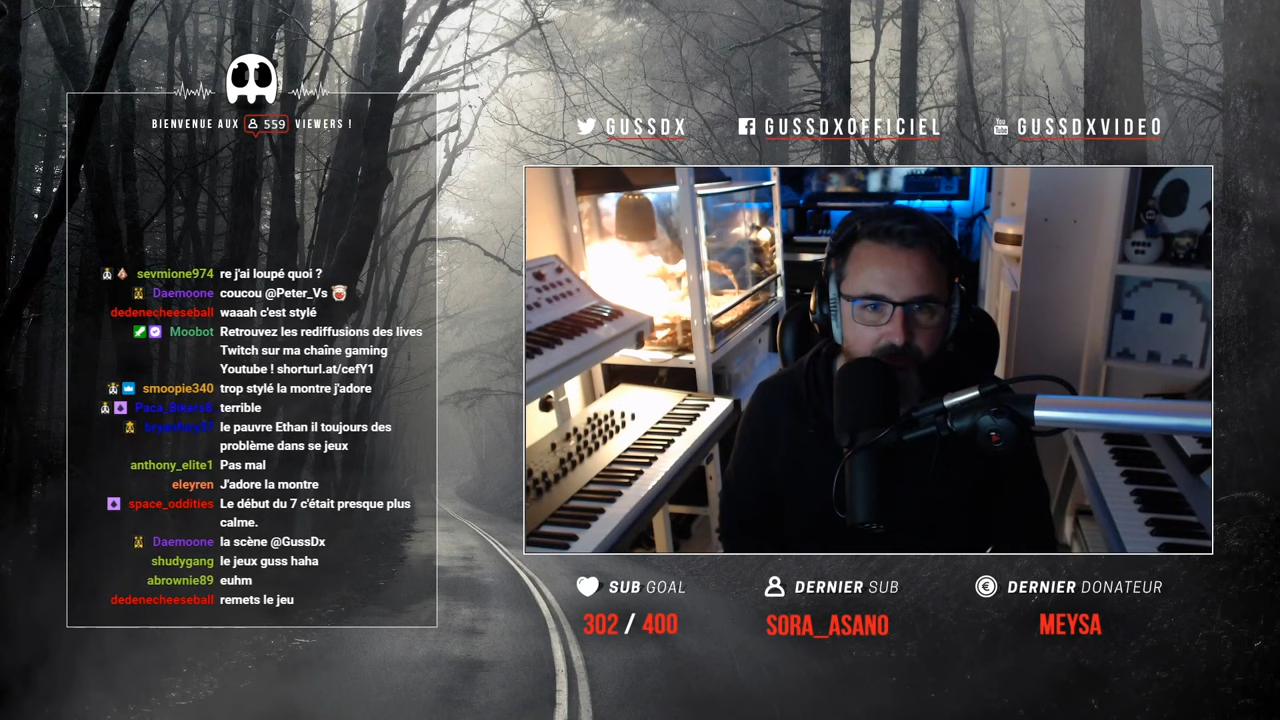 BIENVENUE AUX 559 VIEWERS !
GUSSDX GUSSDXOFFICIEL You Tube GUSSDXVIDEO
sevmione974 re j'ai loupé quoi ?
Daemoone coucou @Peter_Vs
dedenecheeseball waaah c'est stylé
Moobot Retrouvez les rediffusions des lives
Twitch sur ma chaîne gaming
Youtube ! shorturl.at/cefY1
smoopie340 trop stylé la montre j'adore
terrible
le pauvre Ethan il toujours des
problème dans se jeux
anthony_elite1 Pas mal
eleyren J'adore la montre
space_oddities Le début du 7 c'était presque plus
calme.
Daemoone la scène @GussDx
shudygang le jeux guss haha
abrownie89 euhm
dedenecheeseball remets le jeu
SUB GOAL DERNIER SUB DERNIER DONATEUR
302 / 400 SORA_ASANO MEYSA